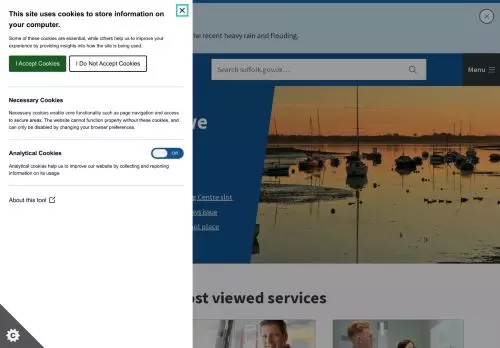 This site uses cookies to store information on
your computer.
Some of these cookies are essential, while others help us to improve your
experience by providing insights into how the site is being used.
I Accept Cookies
I Do Not Accept Cookies
Necessary Cookies
Necessary cookies enable core functionality such as page navigation and access
to secure areas. The website cannot function properly without these cookies, and
can only be disabled by changing your browser preferences.
Analytical Cookies
Off
Analytical cookies help us to improve our website by collecting and reporting
information on its usage.
About this tool
he recent heavy rain and flooding.
Search suffolk.gov.uk...
Menu
we
Centre slot
ays page
ol place
ost viewed services